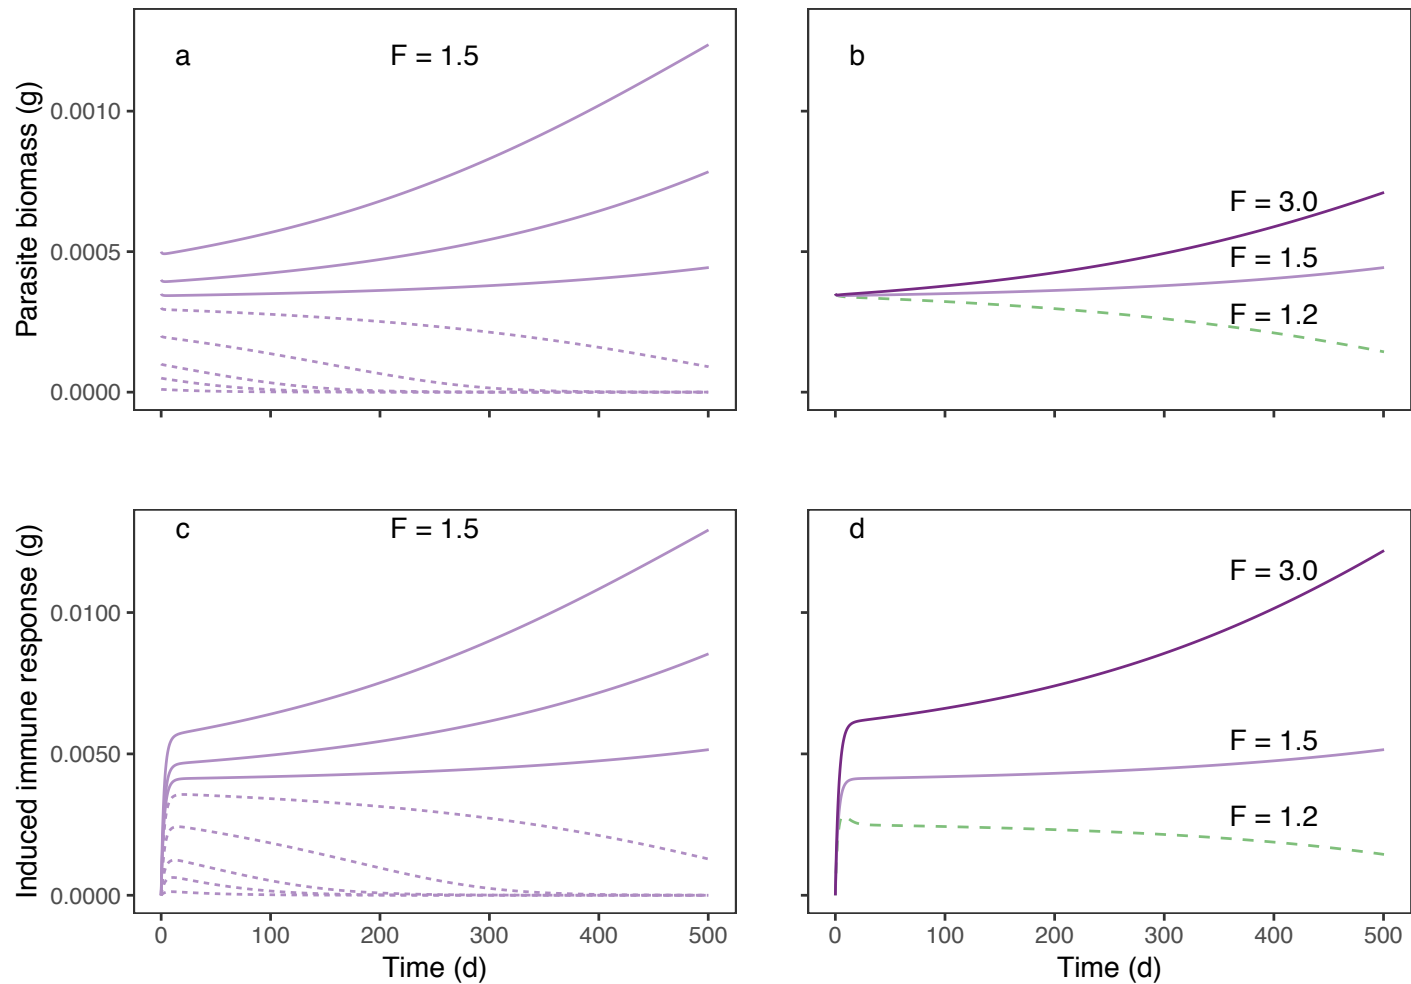 a
F = 1.5
b
Parasite biomass (g)
0.0010
0.0005
0.0000
F = 3.0
F = 1.5
F = 1.2
c
F = 1.5
d
Induced immune response (g)
0.0100
0.0050
0.0000
F = 3.0
F = 1.5
F = 1.2
0 100 200 300 400 500
0 100 200 300 400 500
Time (d)
Time (d)